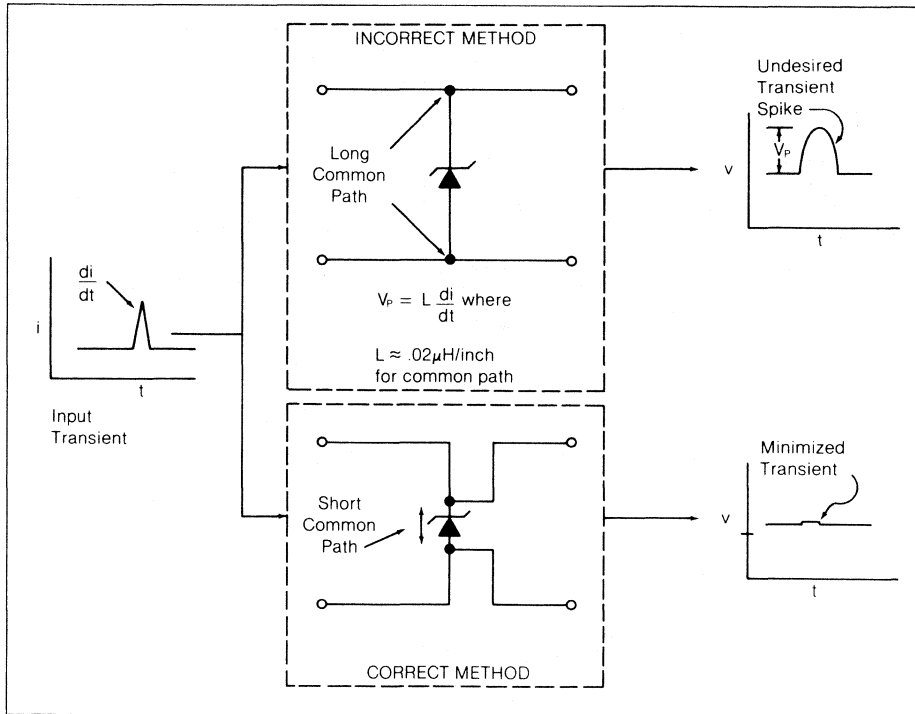 INCORRECT METHOD
Long
Common
Path
V_P = L di/dt where
L ≈ .02μH/inch
for common path
Undesired
Transient
Spike
V_P
v
t
di/dt
i
t
Input
Transient
Short
Common
Path
CORRECT METHOD
Minimized
Transient
v
t